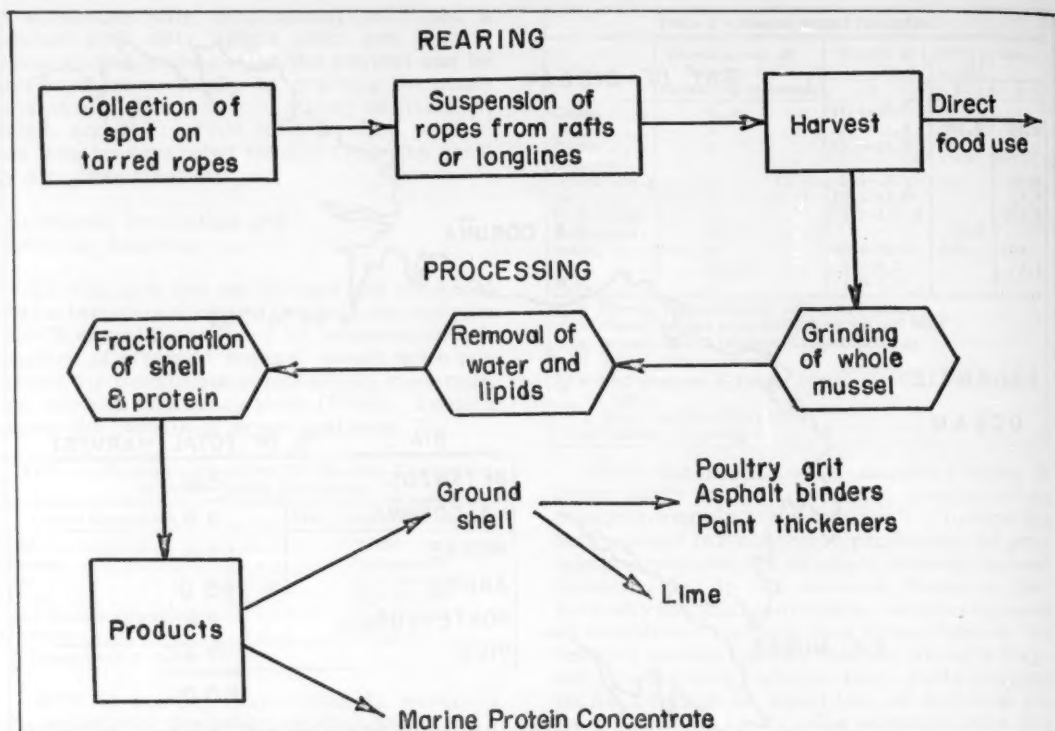 REARING
Collection of
spat on
tarred ropes
Suspension of
ropes from rafts
or longlines
Harvest
Direct
food use
PROCESSING
Fractionation
of shell
& protein
Removal of
water and
lipids
Grinding
of whole
mussel
Products
Ground
shell
Poultry grit
Asphalt binders
Paint thickeners
Lime
Marine Protein Concentrate